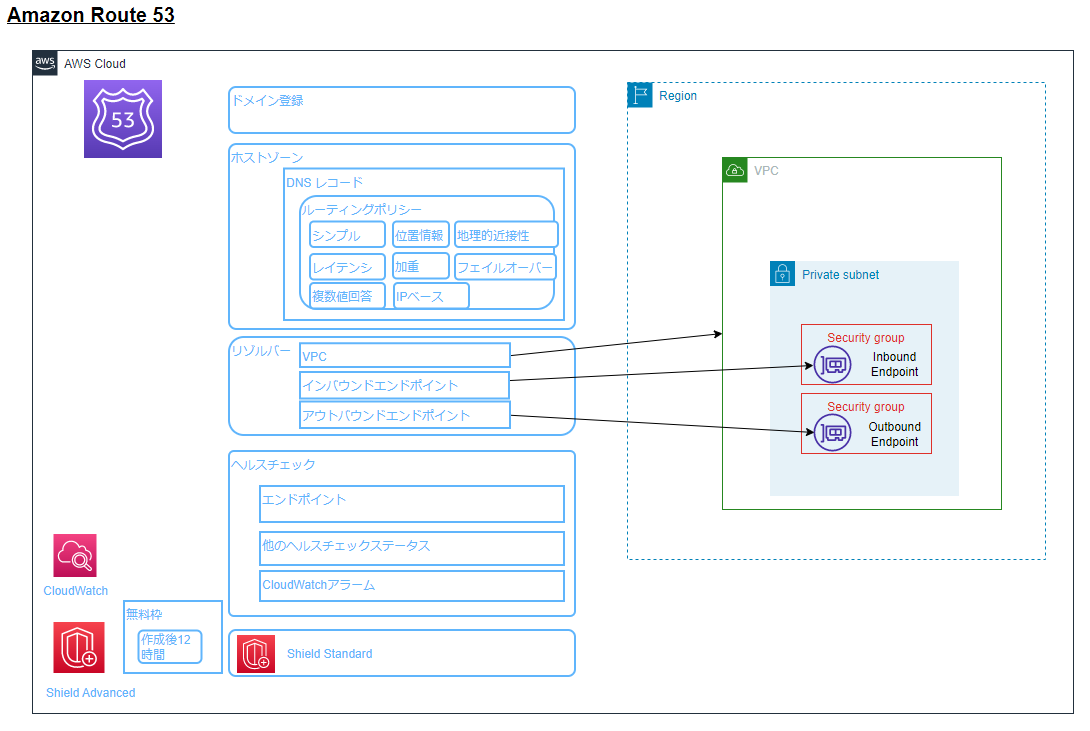 Amazon Route 53
aws
AWS Cloud
53
ドメイン登録
ホストゾーン
DNS レコード
ルーティングポリシー
シンプル
位置情報
地理的近接性
レイテンシ
加重
フェイルオーバー
複数値回答
IPベース
リゾルバー
VPC
インバウンドエンドポイント
アウトバウンドエンドポイント
ヘルスチェック
エンドポイント
他のヘルスチェックステータス
CloudWatchアラーム
CloudWatch
無料枠
作成後12
時間
Shield Advanced
Shield Standard
Region
VPC
Private subnet
Security group
Inbound
Endpoint
Security group
Outbound
Endpoint